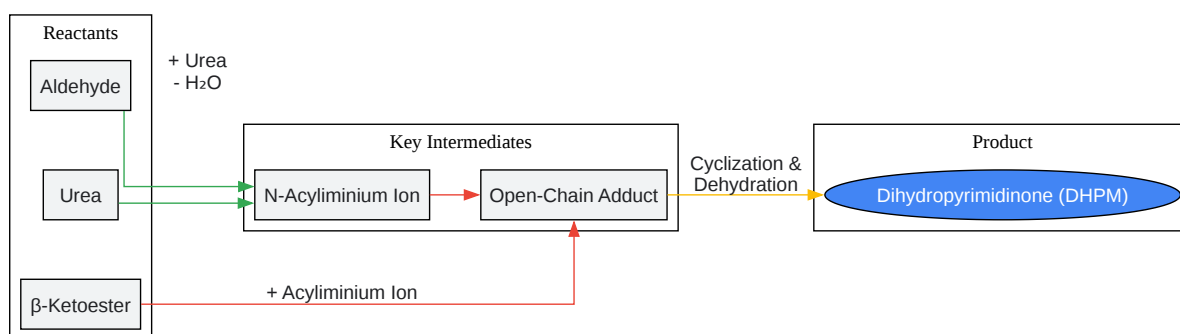 Reactants
Aldehyde
+ Urea
- H₂O
Urea
β-Ketoester
Key Intermediates
N-Acyliminium Ion
Open-Chain Adduct
+ Acyliminium Ion
Cyclization &
Dehydration
Product
Dihydropyrimidinone (DHPM)